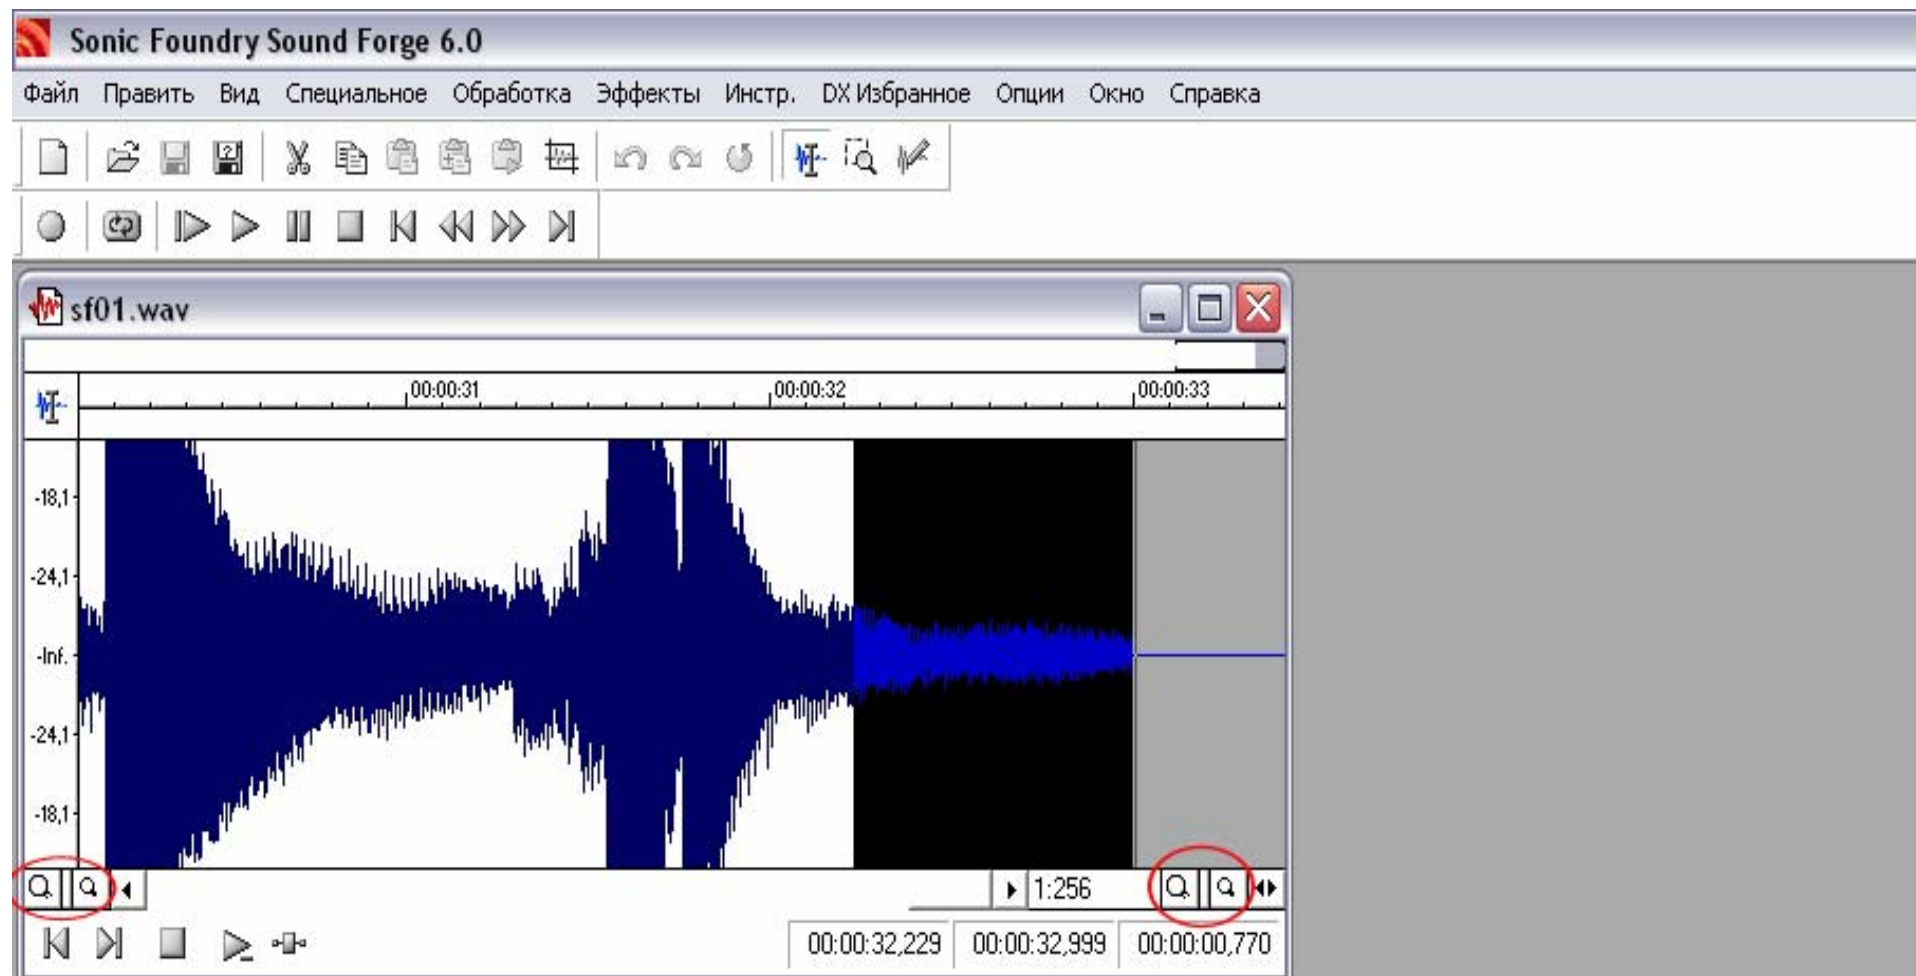 Sonic Foundry Sound Forge 6.0
Файл Править Вид Специальное Обработка Эффекты Инстр. DX Избранное Опции Окно Справка
sf01.wav
00:00:31 00:00:32 00:00:33
-18,1
-24,1
-Inf.
-24,1
-18,1
1:256
00:00:32,229 00:00:32,999 00:00:00,770